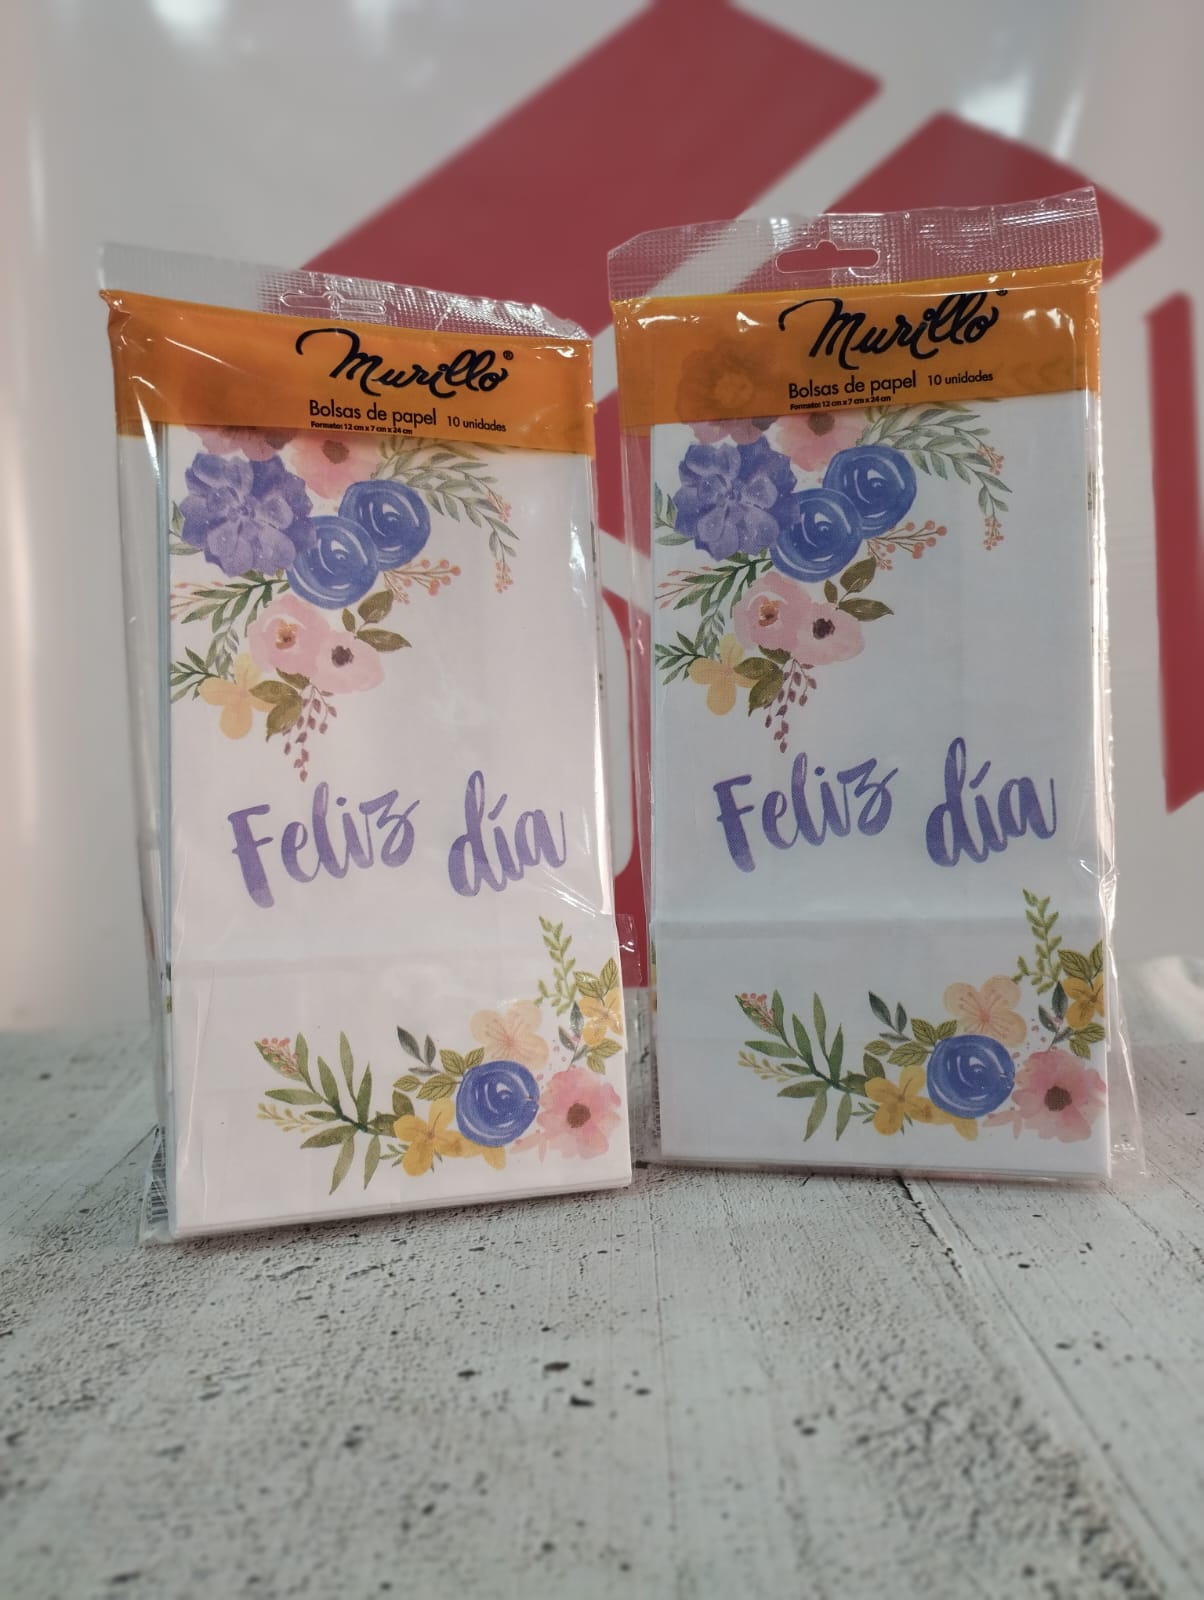 Murillo®
Bolsas de papel 10 unidades
Formato: 12 cm x 7 cm x 24 cm
Feliz día
Murillo®
Bolsas de papel 10 unidades
Formato: 12 cm x 7 cm x 24 cm
Feliz día